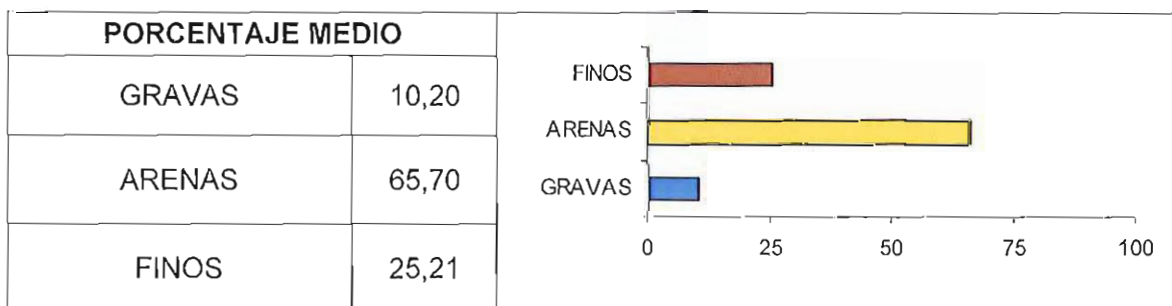 PORCENTAJE MEDIO
GRAVAS 10,20
ARENAS 65,70
FINOS 25,21
FINOS
ARENAS
GRAVAS
0 25 50 75 100